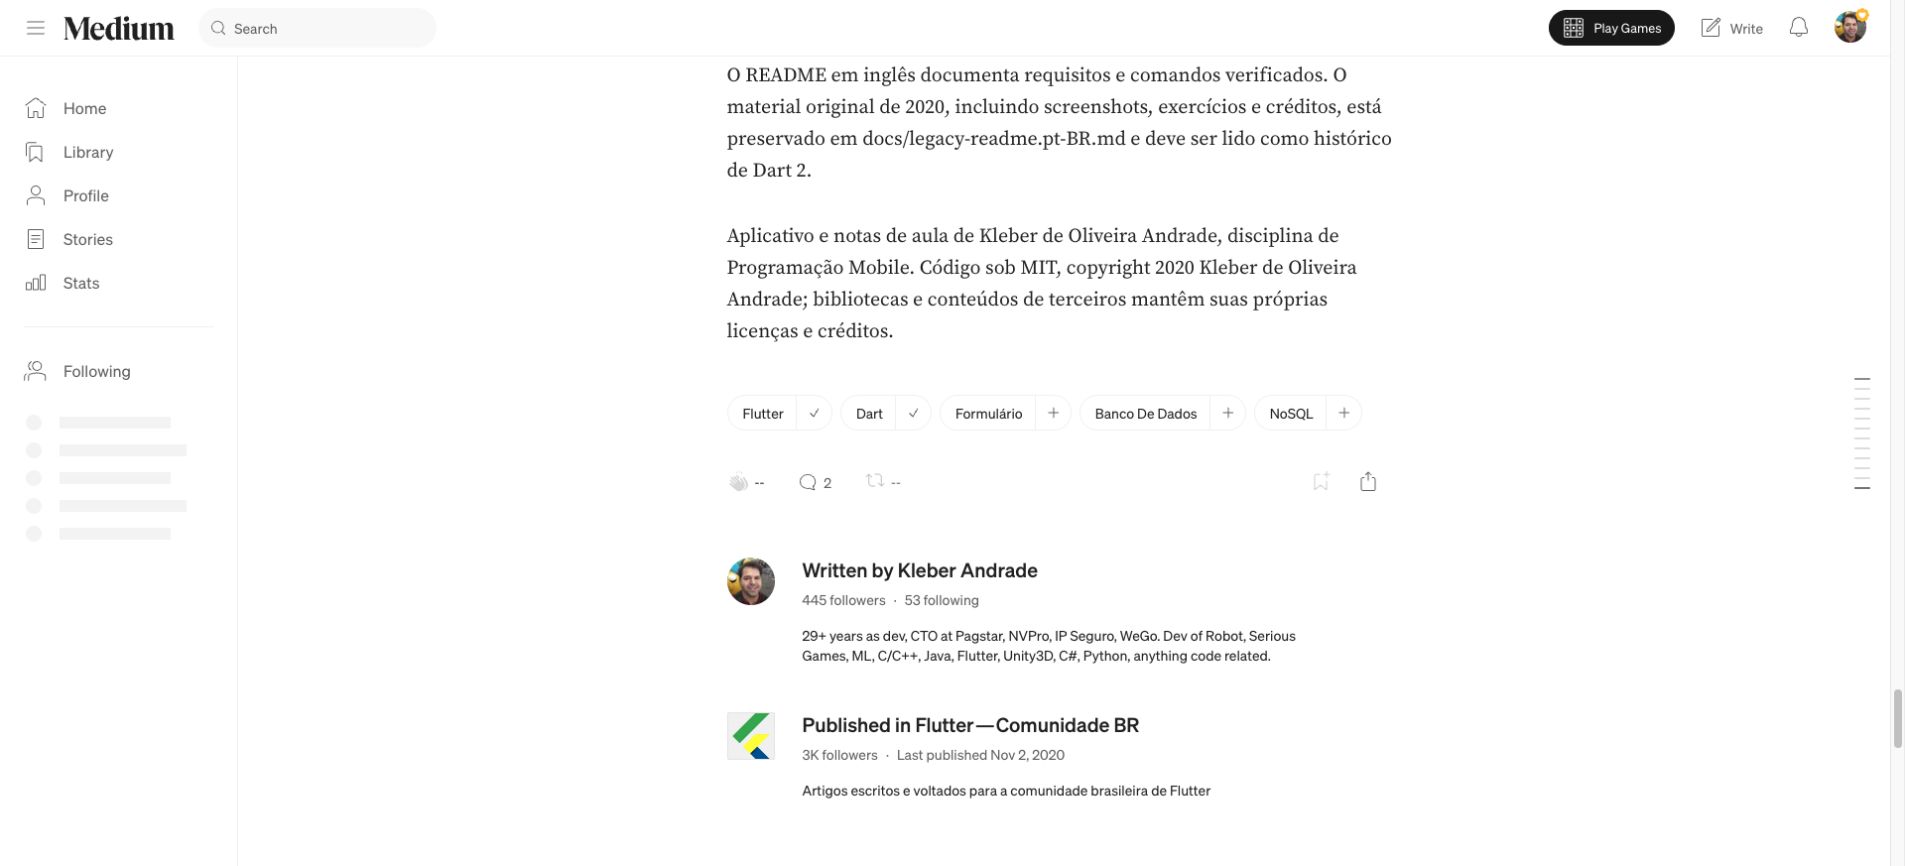 Medium
Search
Play Games
Write
Home
Library
Profile
Stories
Stats
Following
O README em inglês documenta requisitos e comandos verificados. O
material original de 2020, incluindo screenshots, exercícios e créditos, está
preservado em docs/legacy-readme.pt-BR.md e deve ser lido como histórico
de Dart 2.
Aplicativo e notas de aula de Kleber de Oliveira Andrade, disciplina de
Programação Mobile. Código sob MIT, copyright 2020 Kleber de Oliveira
Andrade; bibliotecas e conteúdos de terceiros mantêm suas próprias
licenças e créditos.
Flutter
Dart
Formulário
Banco De Dados
NoSQL
-- 2 --
Written by Kleber Andrade
445 followers · 53 following
29+ years as dev, CTO at Pagstar, NVPro, IP Seguro, WeGo. Dev of Robot, Serious
Games, ML, C/C++, Java, Flutter, Unity3D, C#, Python, anything code related.
Published in Flutter — Comunidade BR
3K followers · Last published Nov 2, 2020
Artigos escritos e voltados para a comunidade brasileira de Flutter